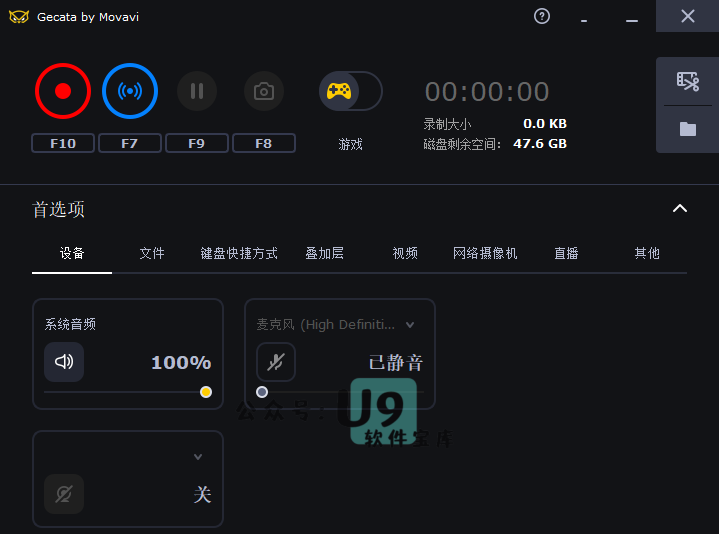 Gecata by Movavi
00:00:00
录制大小 0.0 KB
磁盘剩余空间: 47.6 GB
F10 F7 F9 F8 游戏
首选项
设备 文件 键盘快捷方式 叠加层 视频 网络摄像机 直播 其他
系统音频 麦克风 (High Definiti...
100% 已静音
公众号: U9
软件宝库
关